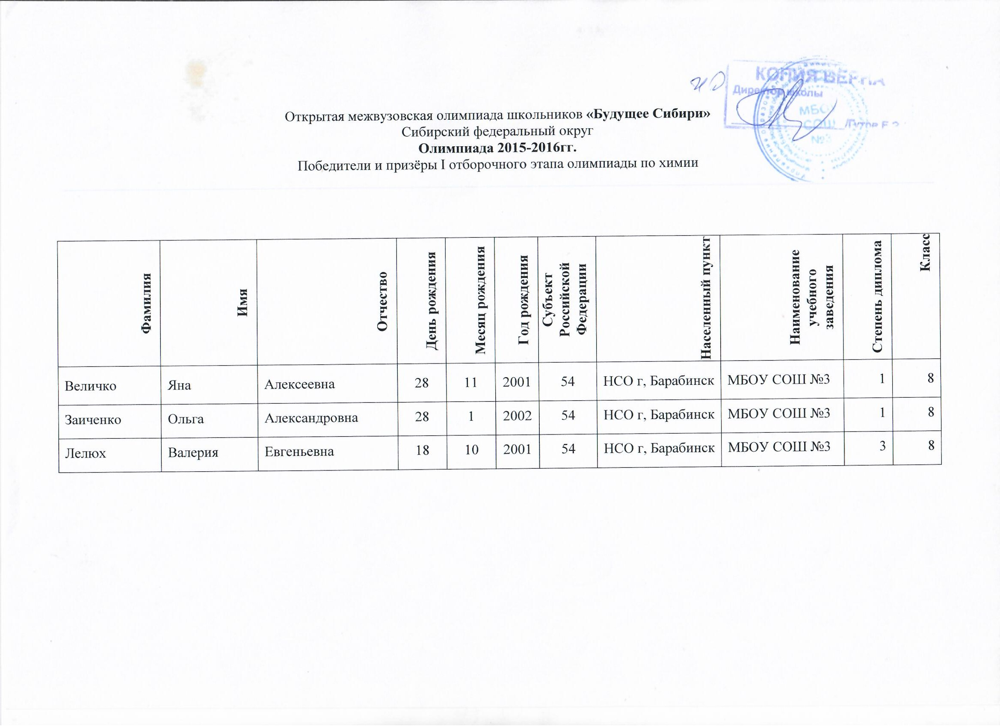 КОПИЯ ВЕРНА
Директор школы
МБОУ
СОШ
№3
Открытая межвузовская олимпиада школьников «Будущее Сибири»
Сибирский федеральный округ
Олимпиада 2015-2016гг.
Победители и призёры I отборочного этапа олимпиады по химии
Фамилия
Имя
Отчество
День рождения
Месяц рождения
Год рождения
Субъект
Российской
Федерации
Населенный пункт
Наименование
учебного
заведения
Степень диплома
Класс
Величко Яна Алексеевна 28 11 2001 54 НСО г, Барабинск МБОУ СОШ №3 1 8
Заиченко Ольга Александровна 28 1 2002 54 НСО г, Барабинск МБОУ СОШ №3 1 8
Лелюх Валерия Евгеньевна 18 10 2001 54 НСО г, Барабинск МБОУ СОШ №3 3 8